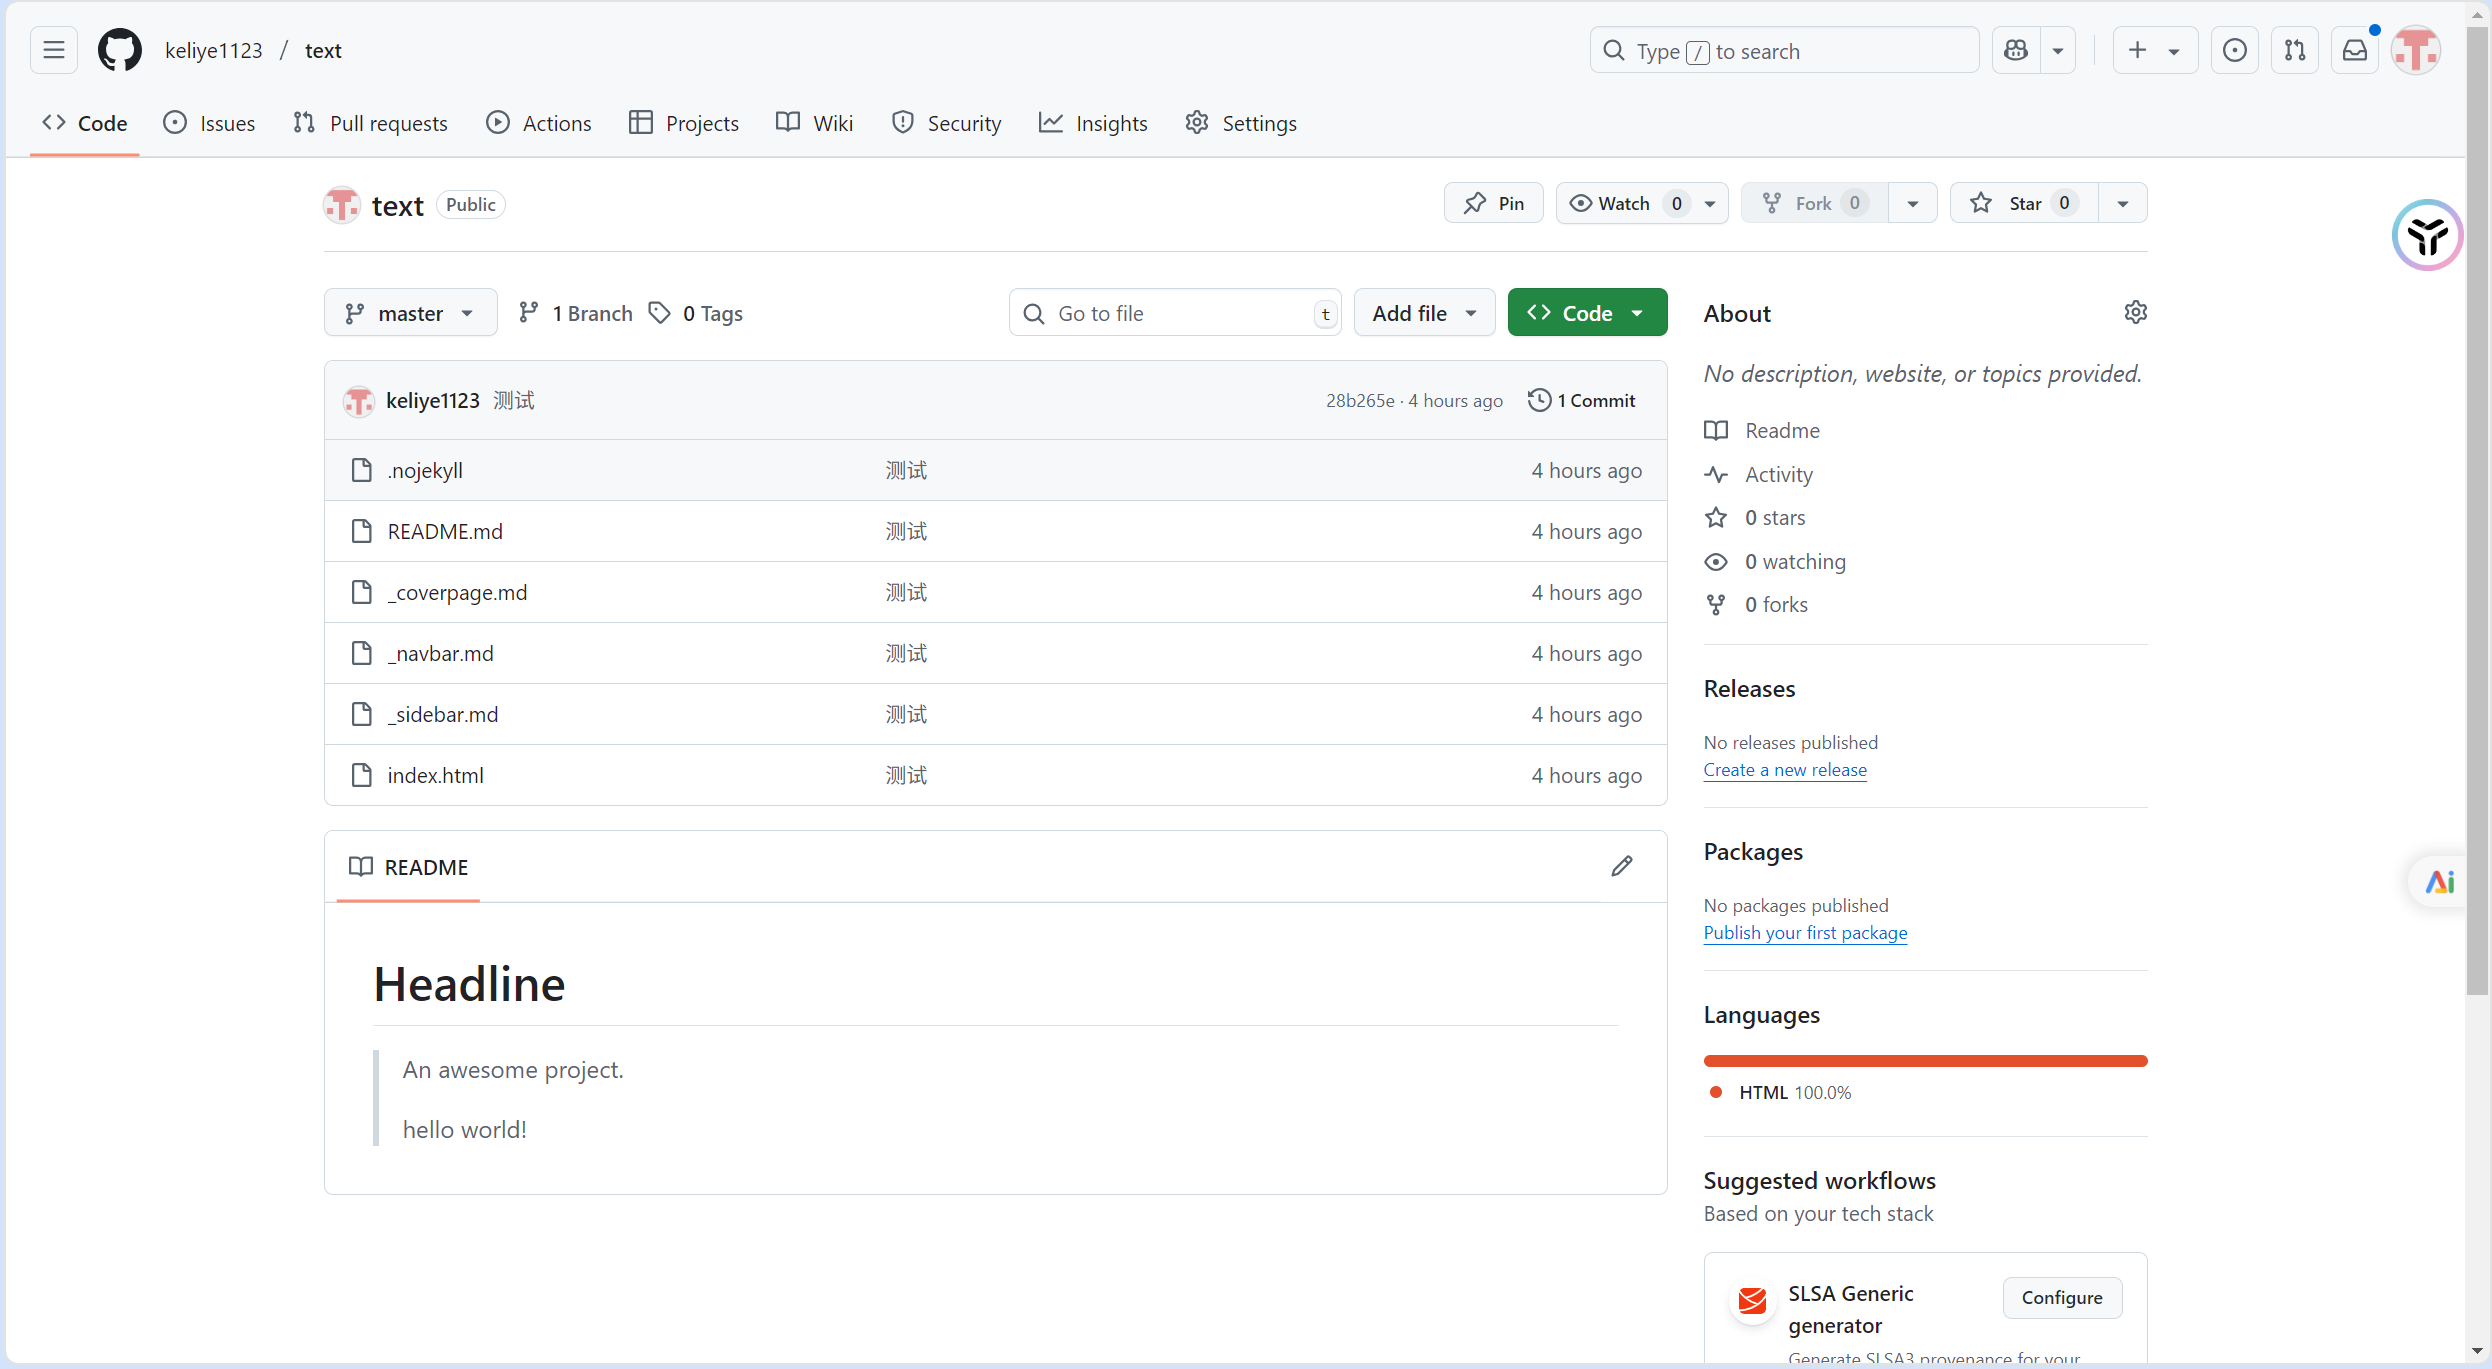 keliye1123 / text
Type / to search
Code Issues Pull requests Actions Projects Wiki Security Insights Settings
text Public
Pin Watch 0 Fork 0 Star 0
master 1 Branch 0 Tags Go to file t Add file Code
keliye1123 测试 28b265e · 4 hours ago 1 Commit
.nojekyll 测试 4 hours ago
README.md 测试 4 hours ago
_coverpage.md 测试 4 hours ago
_navbar.md 测试 4 hours ago
_sidebar.md 测试 4 hours ago
index.html 测试 4 hours ago
README
Headline
An awesome project.
hello world!
About
No description, website, or topics provided.
Readme
Activity
0 stars
0 watching
0 forks
Releases
No releases published
Create a new release
Packages
No packages published
Publish your first package
Languages
HTML 100.0%
Suggested workflows
Based on your tech stack
SLSA Generic
generator
Configure
Generate SLSA3 provenance for your
Ai